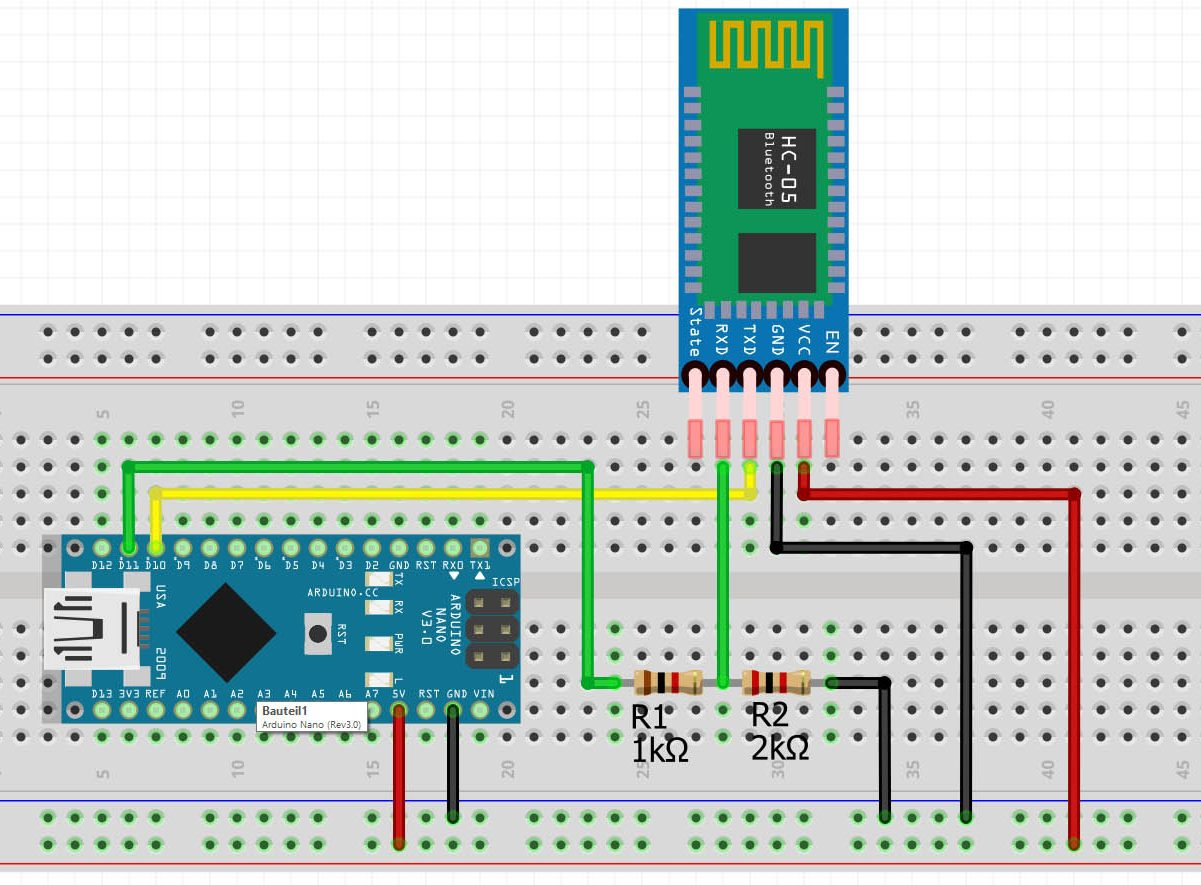 HC-05
Bluetooth
State RXD TXD GND VCC EN
5 10 15 20 25 35 40 45
D12 D11 D10 D9 D8 D7 D6 D5 D4 D3 D2 GND RST RX0 TX1
USA
2009
ARDUINO.CC
RST
TX
RX
PWR
L
ARDUINO
NANO
V3.0
ICSP
1
D13 3V3 REF A0 A1 A2 A3 A4 A5 A6 A7 5V RST GND VIN
Bauteil1
Arduino Nano (Rev3.0)
R1
1kΩ
R2
2kΩ
5 10 15 20 25 30 35 40 45